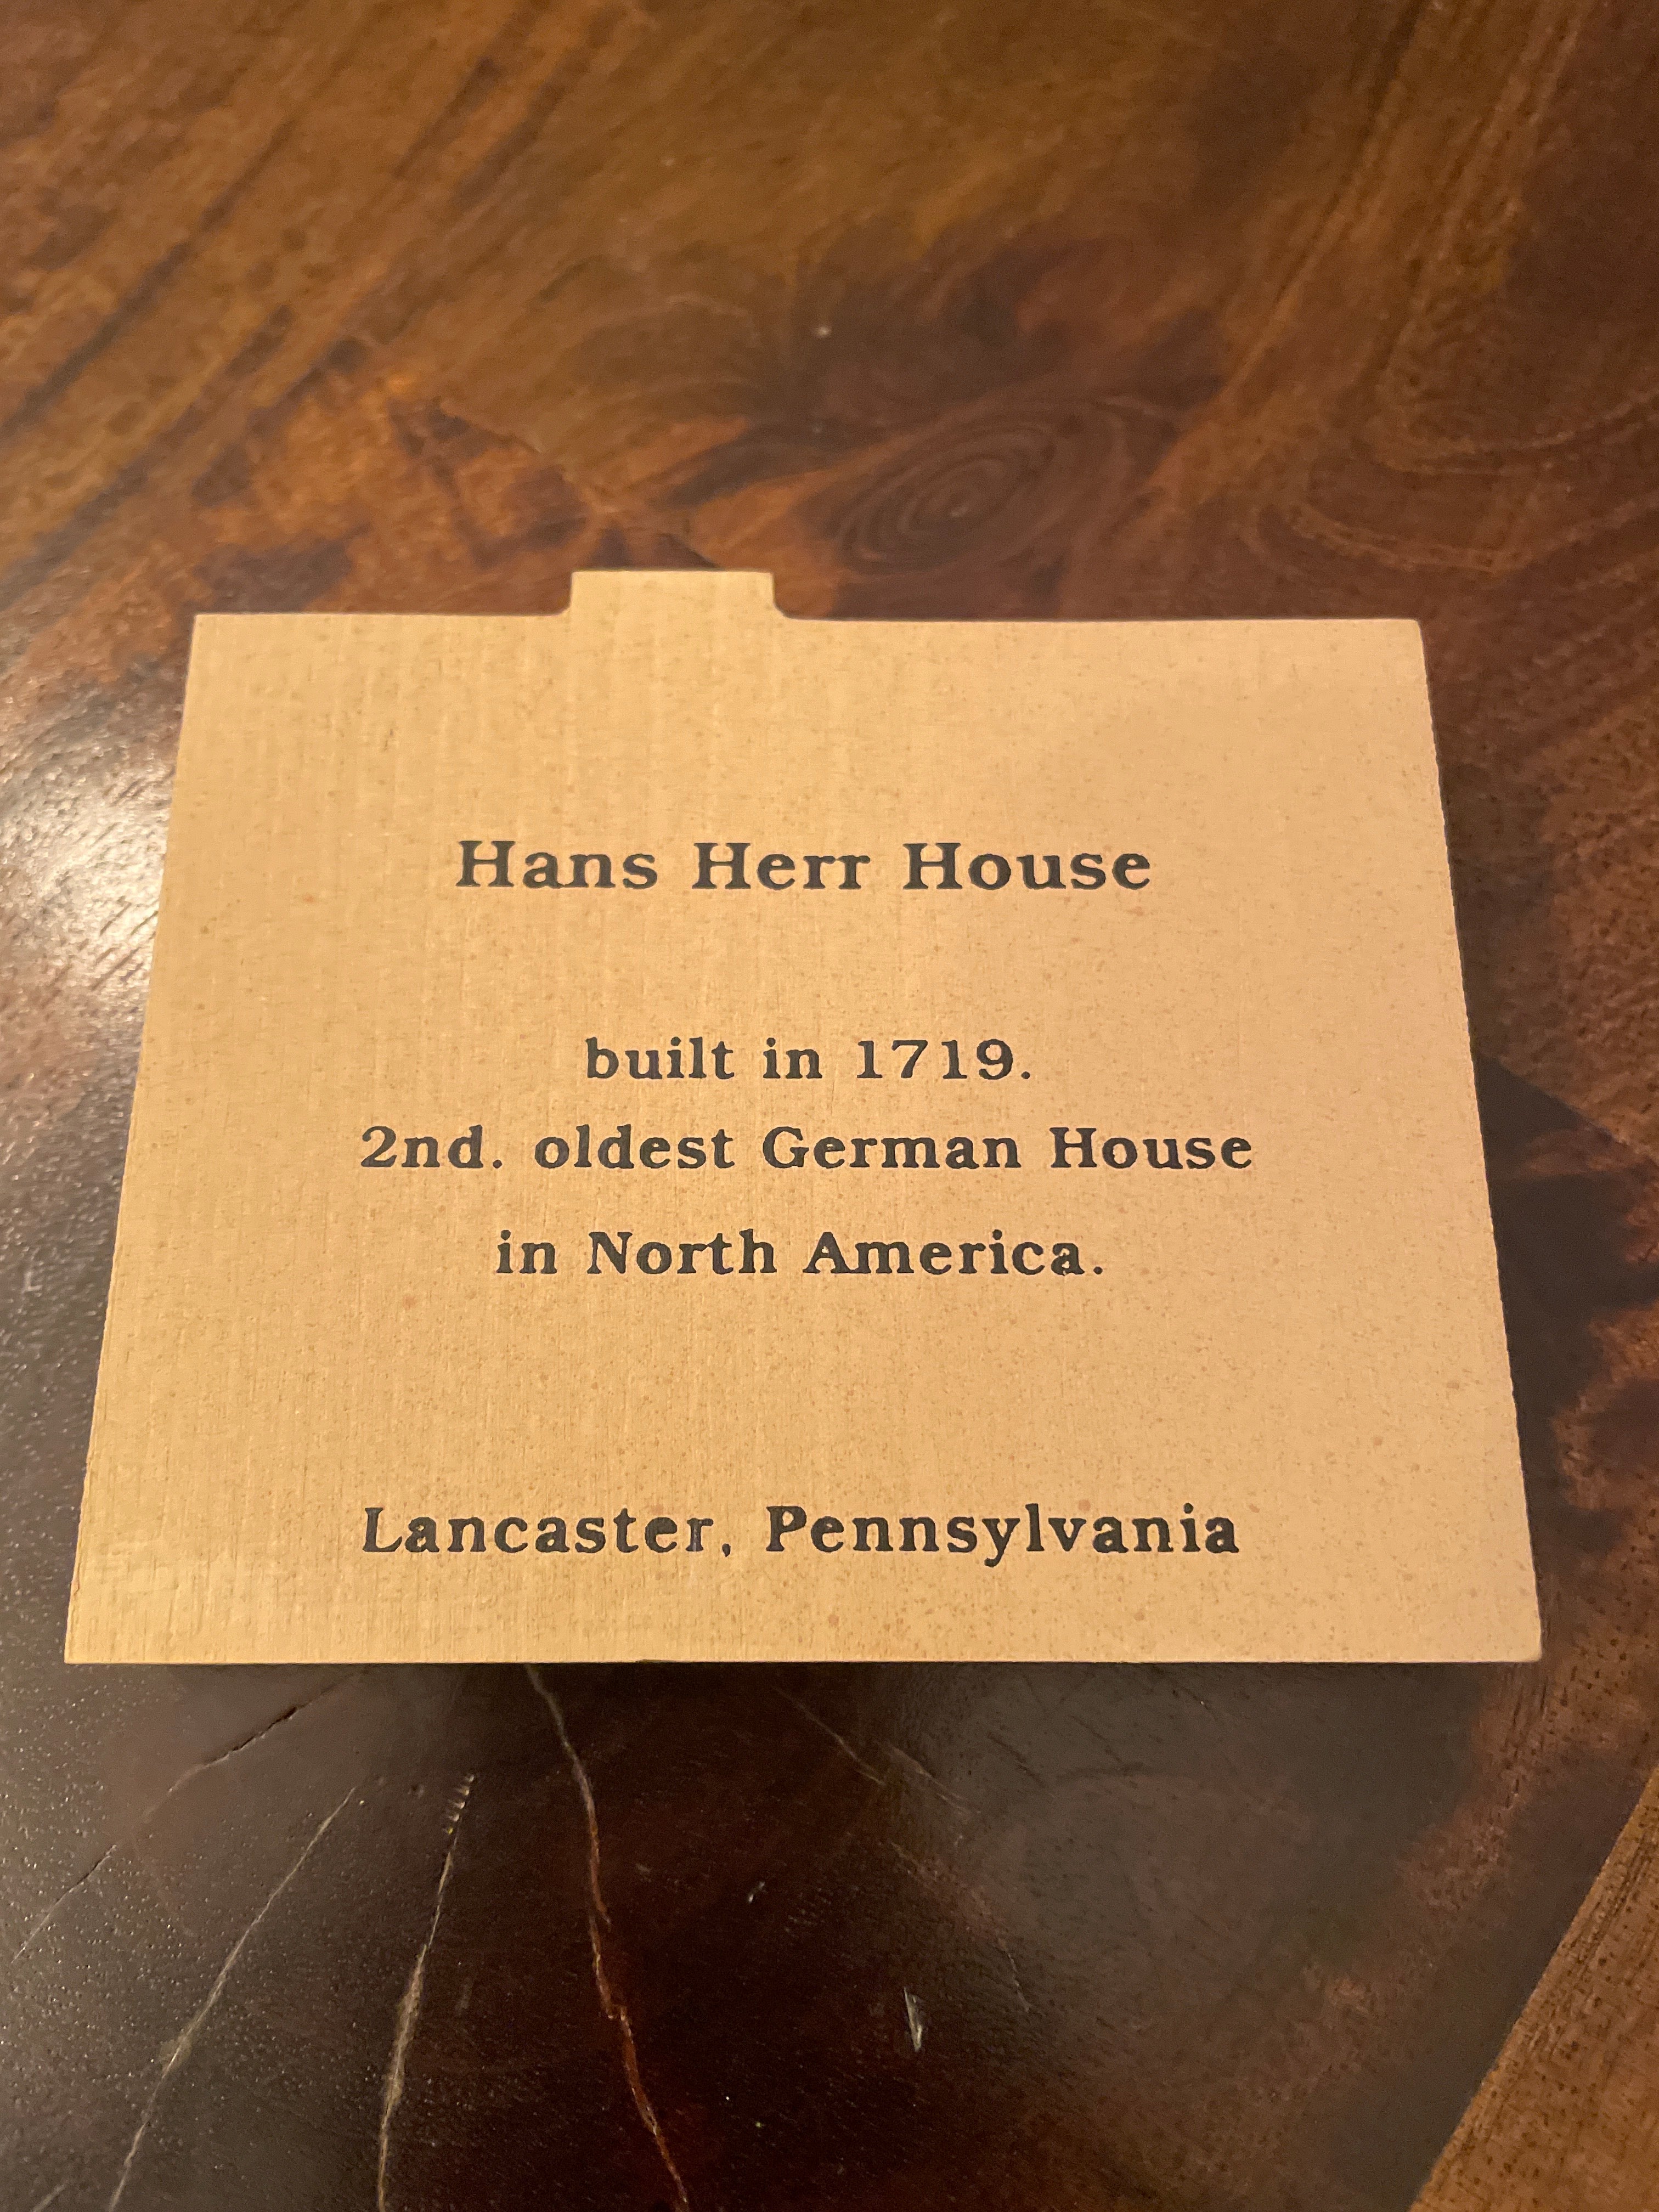 Hans Herr House
built in 1719.
2nd. oldest German House
in North America.
Lancaster, Pennsylvania